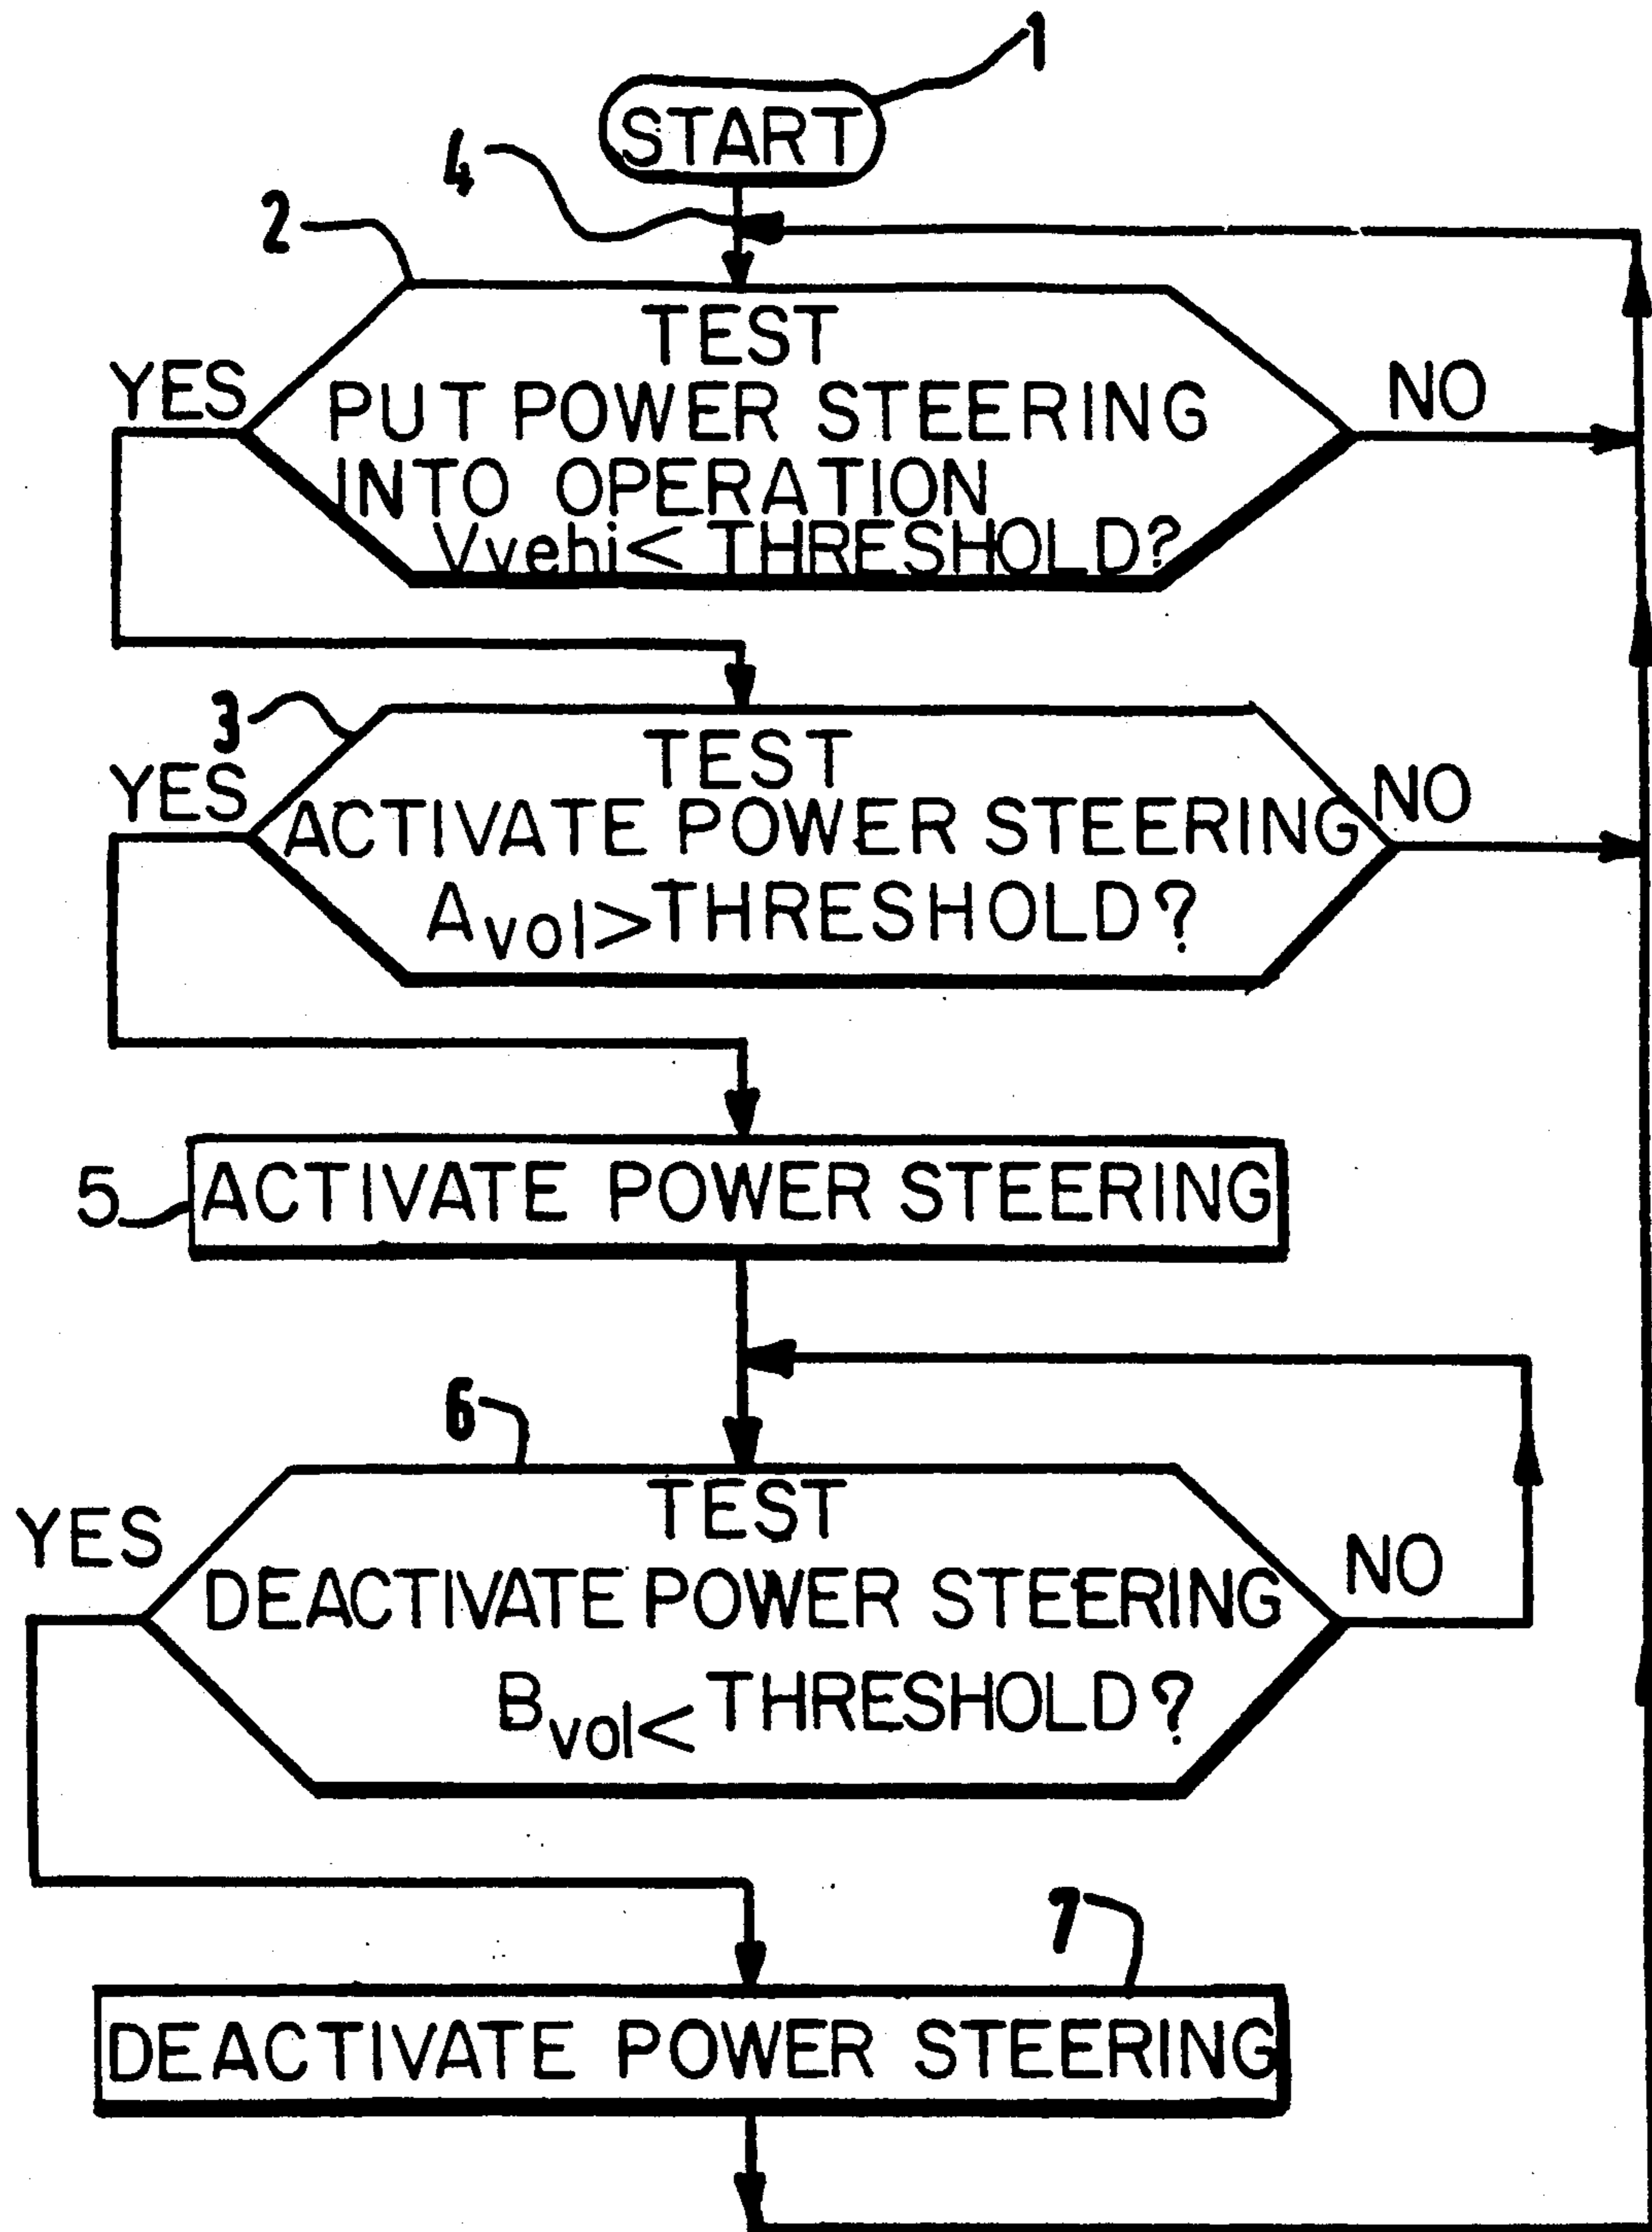 1
START
4
2
TEST
YES
NO
PUT POWER STEERING
INTO OPERATION
Vvehi< THRESHOLD?
3
TEST
YES
NO
ACTIVATE POWER STEERING
Avol>THRESHOLD?
5
ACTIVATE POWER STEERING
6
TEST
YES
NO
DEACTIVATE POWER STEERING
Bvol< THRESHOLD?
7
DEACTIVATE POWER STEERING